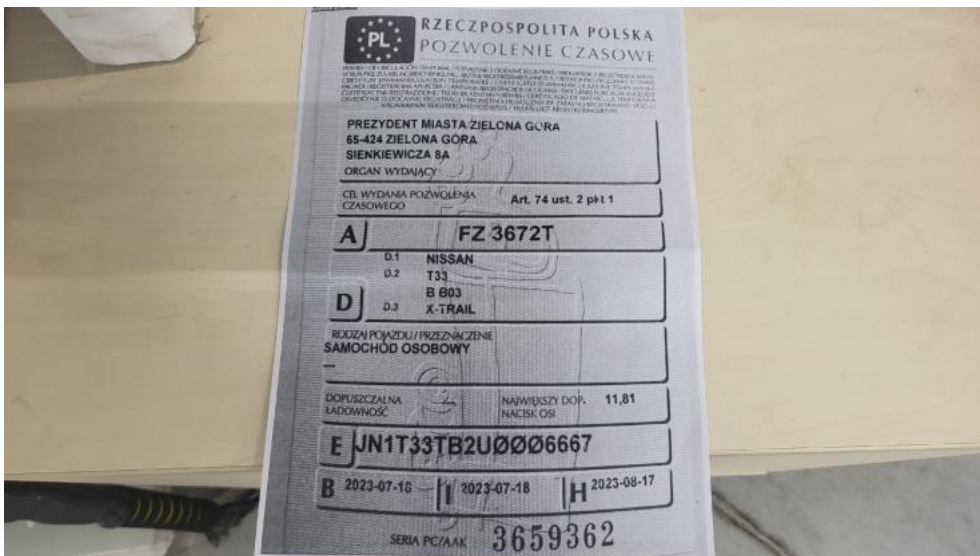 PL
RZECZPOSPOLITA POLSKA
POZWOLENIE CZASOWE
PREZYDENT MIASTA ZIELONA GÓRA
65-424 ZIELONA GÓRA
SIENKIEWICZA 8A
ORGAN WYDAJĄCY
CEL WYDANIA POZWOLENIA CZASOWEGO Art. 74 ust. 2 pkt 1
A FZ 3672T
D.1 NISSAN
D.2 T33
B B03
D D.3 X-TRAIL
RODZAJ POJAZDU / PRZEZNACZENIE
SAMOCHÓD OSOBOWY
—
DOPUSZCZALNA ŁADOWNOŚĆ — NAJWIĘKSZY DOP. NACISK OSI 11,81
E JN1T33TB2UØØØ6667
B 2023-07-18 I 2023-07-18 H 2023-08-17
SERIA PC/AAK 3659362